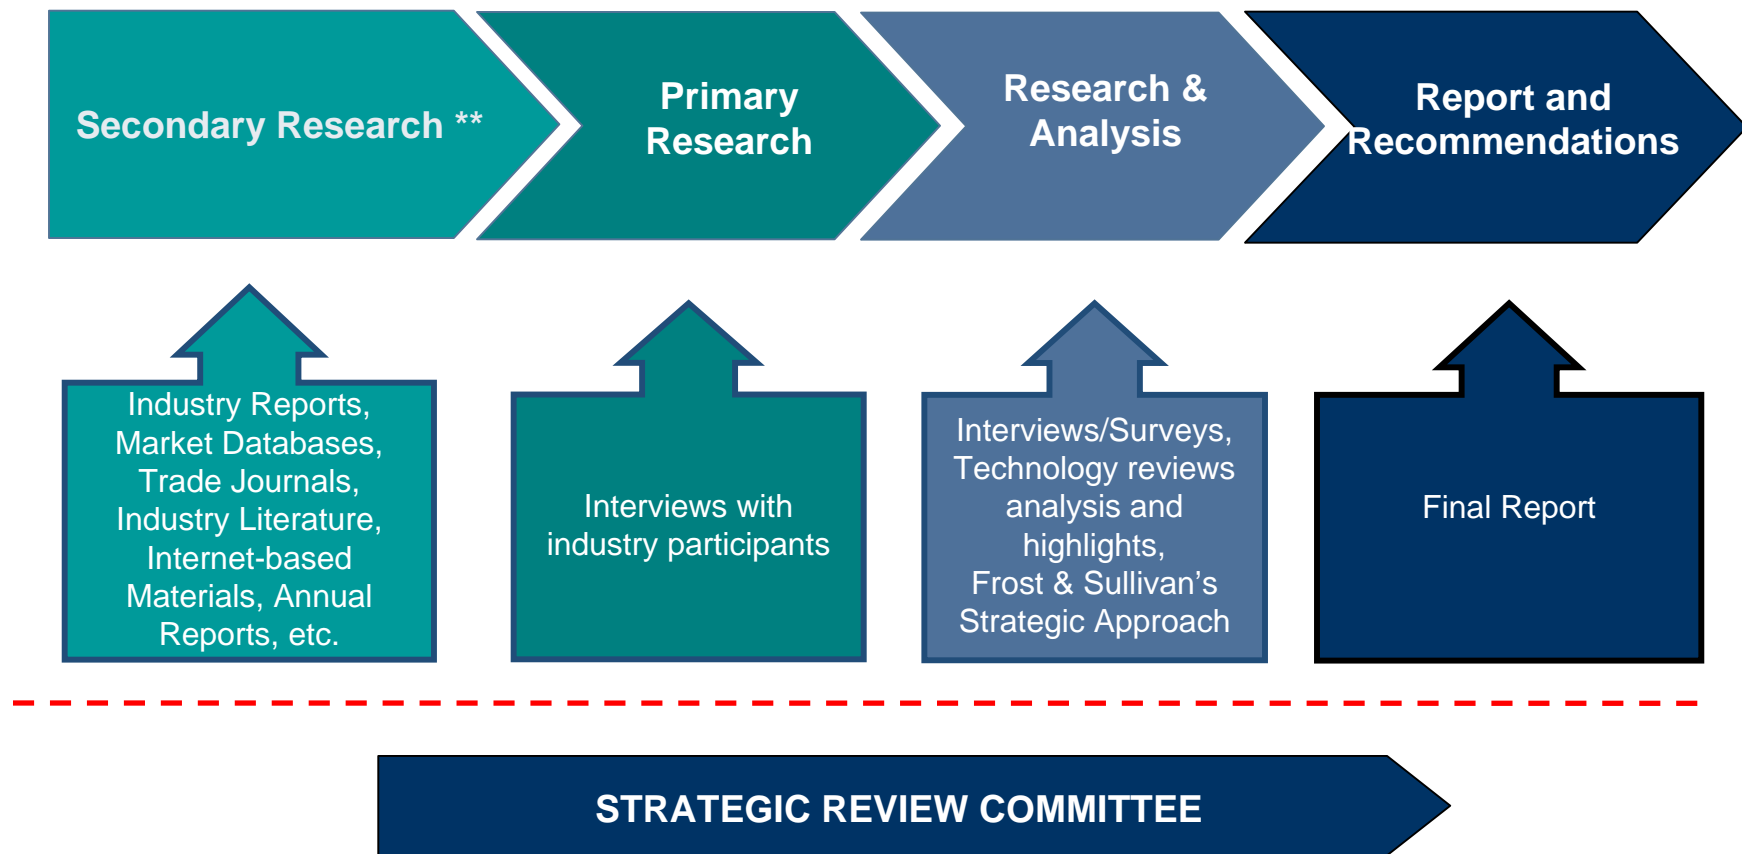 Secondary Research **
Primary
Research
Research &
Analysis
Report and
Recommendations
Industry Reports,
Market Databases,
Trade Journals,
Industry Literature,
Internet-based
Materials, Annual
Reports, etc.
Interviews with
industry participants
Interviews/Surveys,
Technology reviews
analysis and
highlights,
Frost & Sullivan’s
Strategic Approach
Final Report
STRATEGIC REVIEW COMMITTEE